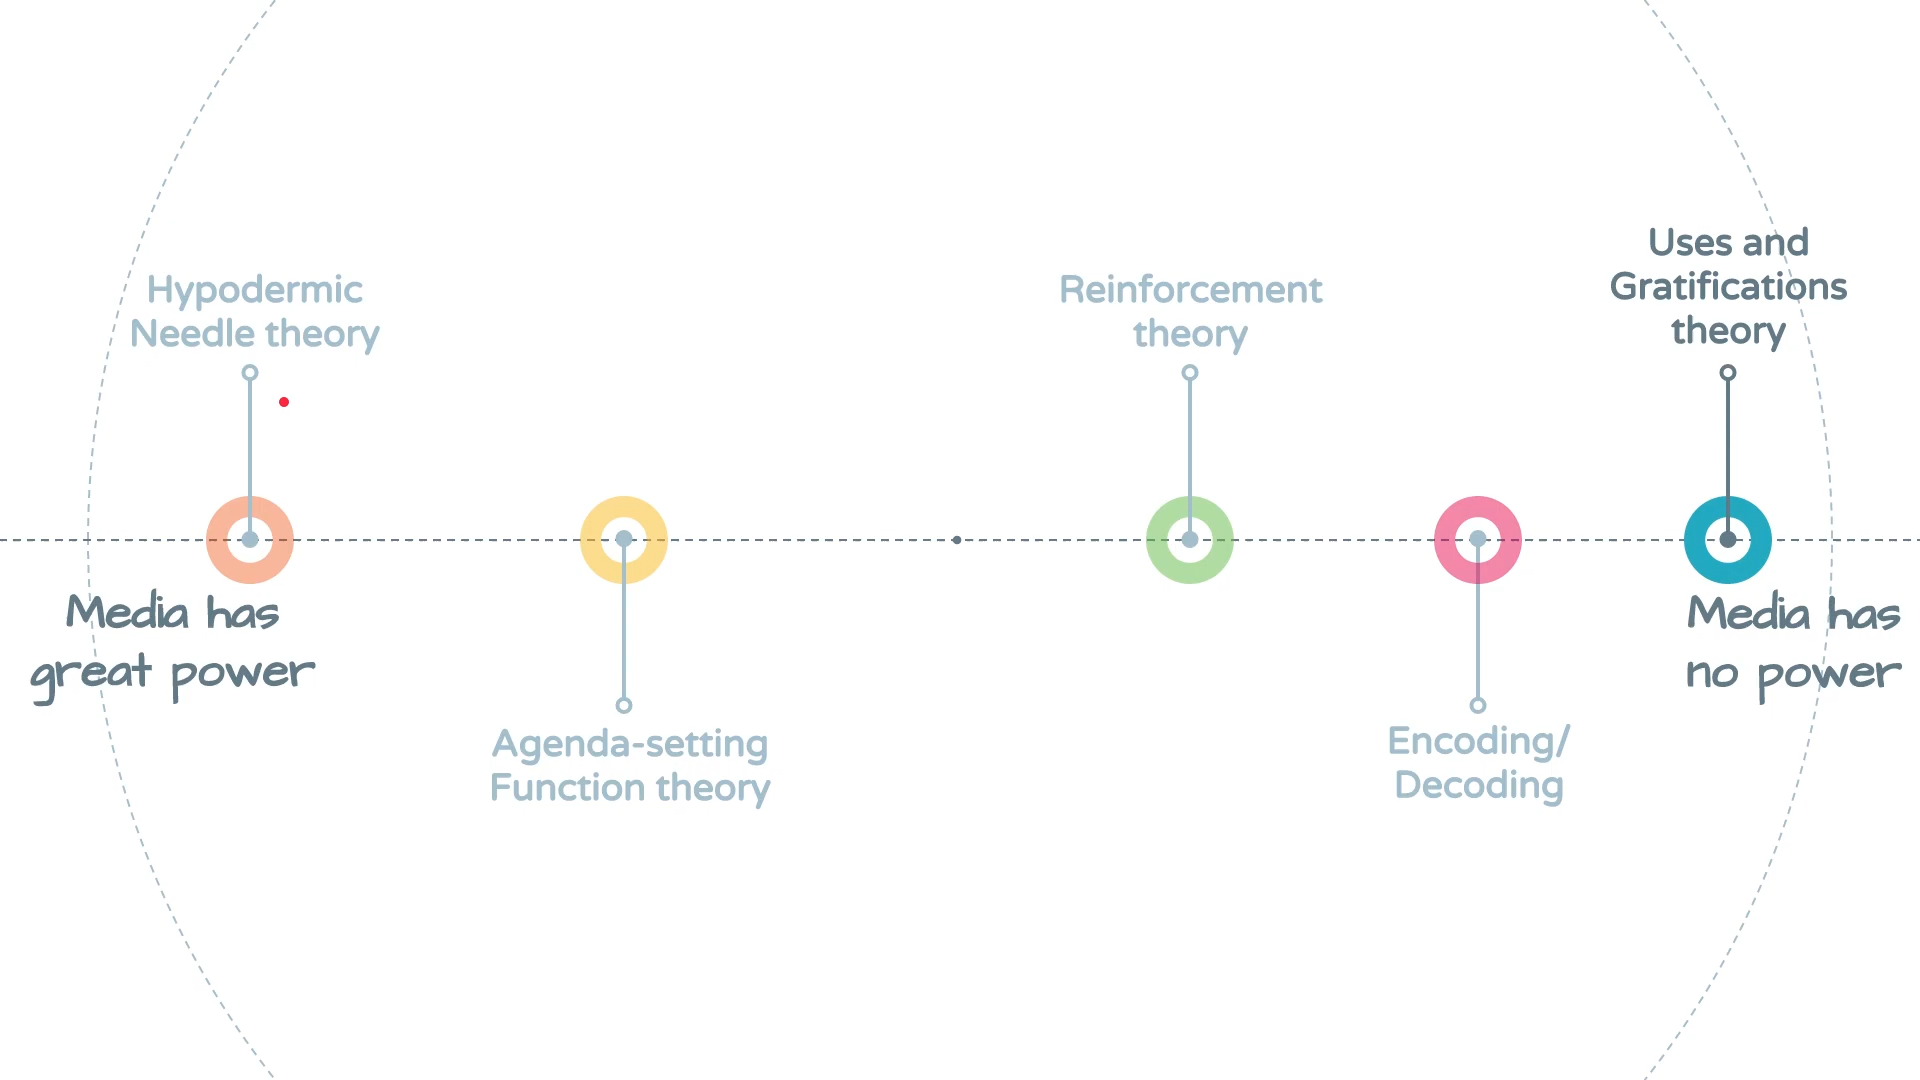 Hypodermic
Needle theory
Reinforcement
theory
Uses and
Gratifications
theory
Media has
great power
Media has
no power
Agenda-setting
Function theory
Encoding/
Decoding